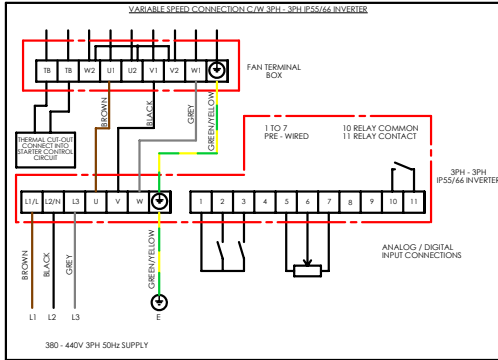 VARIABLE SPEED CONNECTION C/W 3PH - 3PH IP55/66 INVERTER
TB TB W2 U1 U2 V1 V2 W1
FAN TERMINAL
BOX
BROWN
BLACK
GREY
GREEN/YELLOW
THERMAL CUT-OUT
CONNECT INTO
STARTER CONTROL
CIRCUIT
1 TO 7
PRE - WIRED
10 RELAY COMMON
11 RELAY CONTACT
3PH - 3PH
IP55/66 INVERTER
L1/L L2/N L3 U V W
1 2 3 4 5 6 7 8 9 10 11
BROWN
BLACK
GREY
GREEN/YELLOW
ANALOG / DIGITAL
INPUT CONNECTIONS
L1 L2 L3 E
380 - 440V 3PH 50Hz SUPPLY